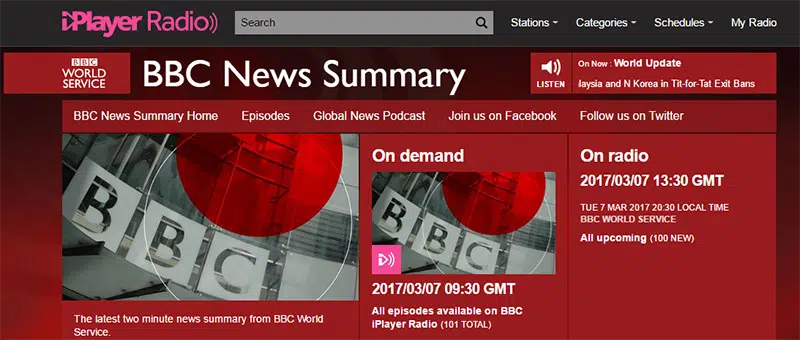 iPlayer Radio
Search
Stations
Categories
Schedules
My Radio
BBC
WORLD
SERVICE
BBC News Summary
LISTEN
On Now : World Update
laysia and N Korea in Tit-for-Tat Exit Bans
BBC News Summary Home
Episodes
Global News Podcast
Join us on Facebook
Follow us on Twitter
BBC
The latest two minute news summary from BBC World
Service.
On demand
BBC
2017/03/07 09:30 GMT
All episodes available on BBC
iPlayer Radio (101 TOTAL)
On radio
2017/03/07 13:30 GMT
TUE 7 MAR 2017 20:30 LOCAL TIME
BBC WORLD SERVICE
All upcoming (100 NEW)